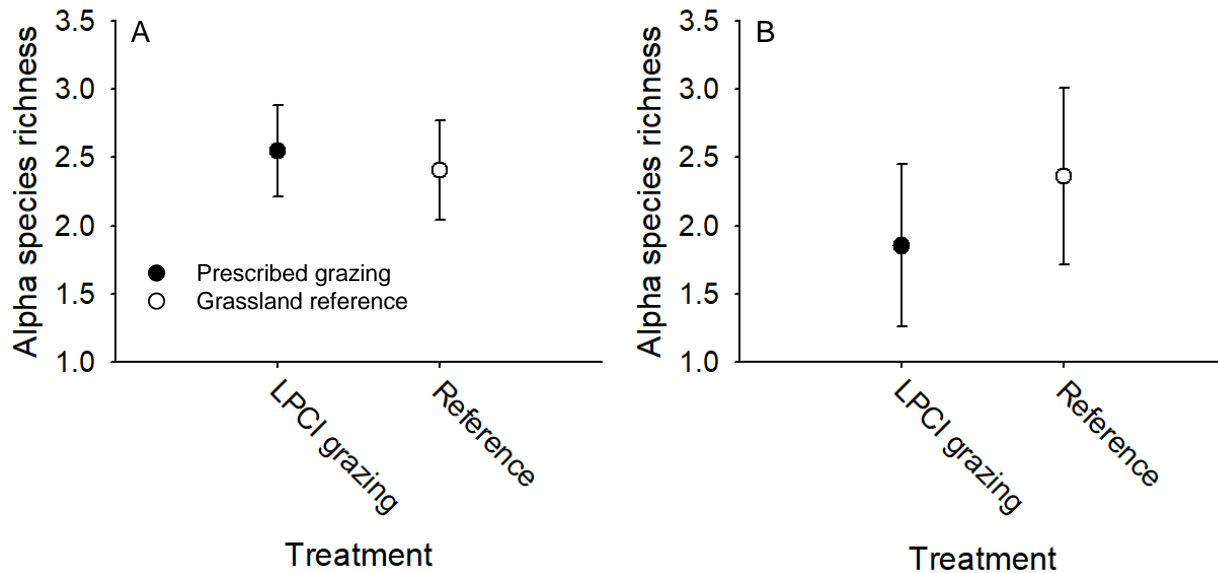 A
Alpha species richness
3.5
3.0
2.5
2.0
1.5
1.0
Prescribed grazing
Grassland reference
LPCI grazing
Reference
Treatment
B
Alpha species richness
3.5
3.0
2.5
2.0
1.5
1.0
LPCI grazing
Reference
Treatment